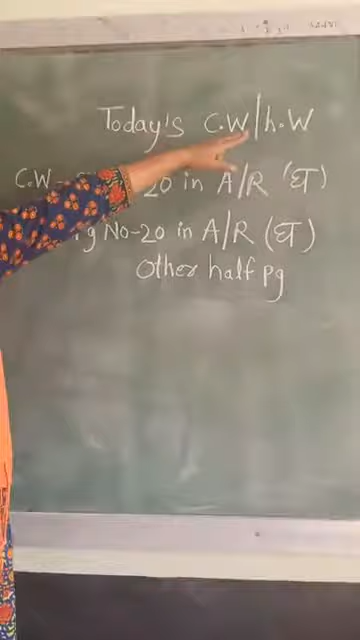 Today's C.W/h.W
C.W - 20 in A/R (घ)
g No-20 in A/R (घ)
Other half pg